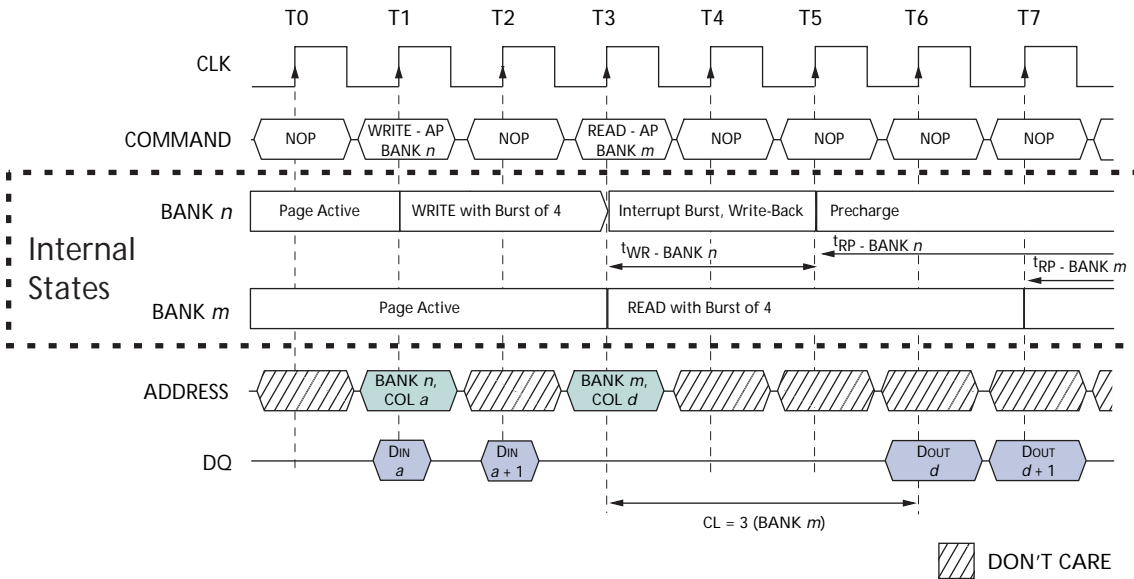 T0 T1 T2 T3 T4 T5 T6 T7
CLK
COMMAND
NOP
WRITE - AP
BANK n
NOP
READ - AP
BANK m
NOP
NOP
NOP
NOP
Internal
States
BANK n
Page Active
WRITE with Burst of 4
Interrupt Burst, Write-Back
Precharge
tWR - BANK n
tRP - BANK n
tRP - BANK m
BANK m
Page Active
READ with Burst of 4
ADDRESS
BANK n,
COL a
BANK m,
COL d
DQ
DIN
a
DIN
a + 1
DOUT
d
DOUT
d + 1
CL = 3 (BANK m)
DON'T CARE